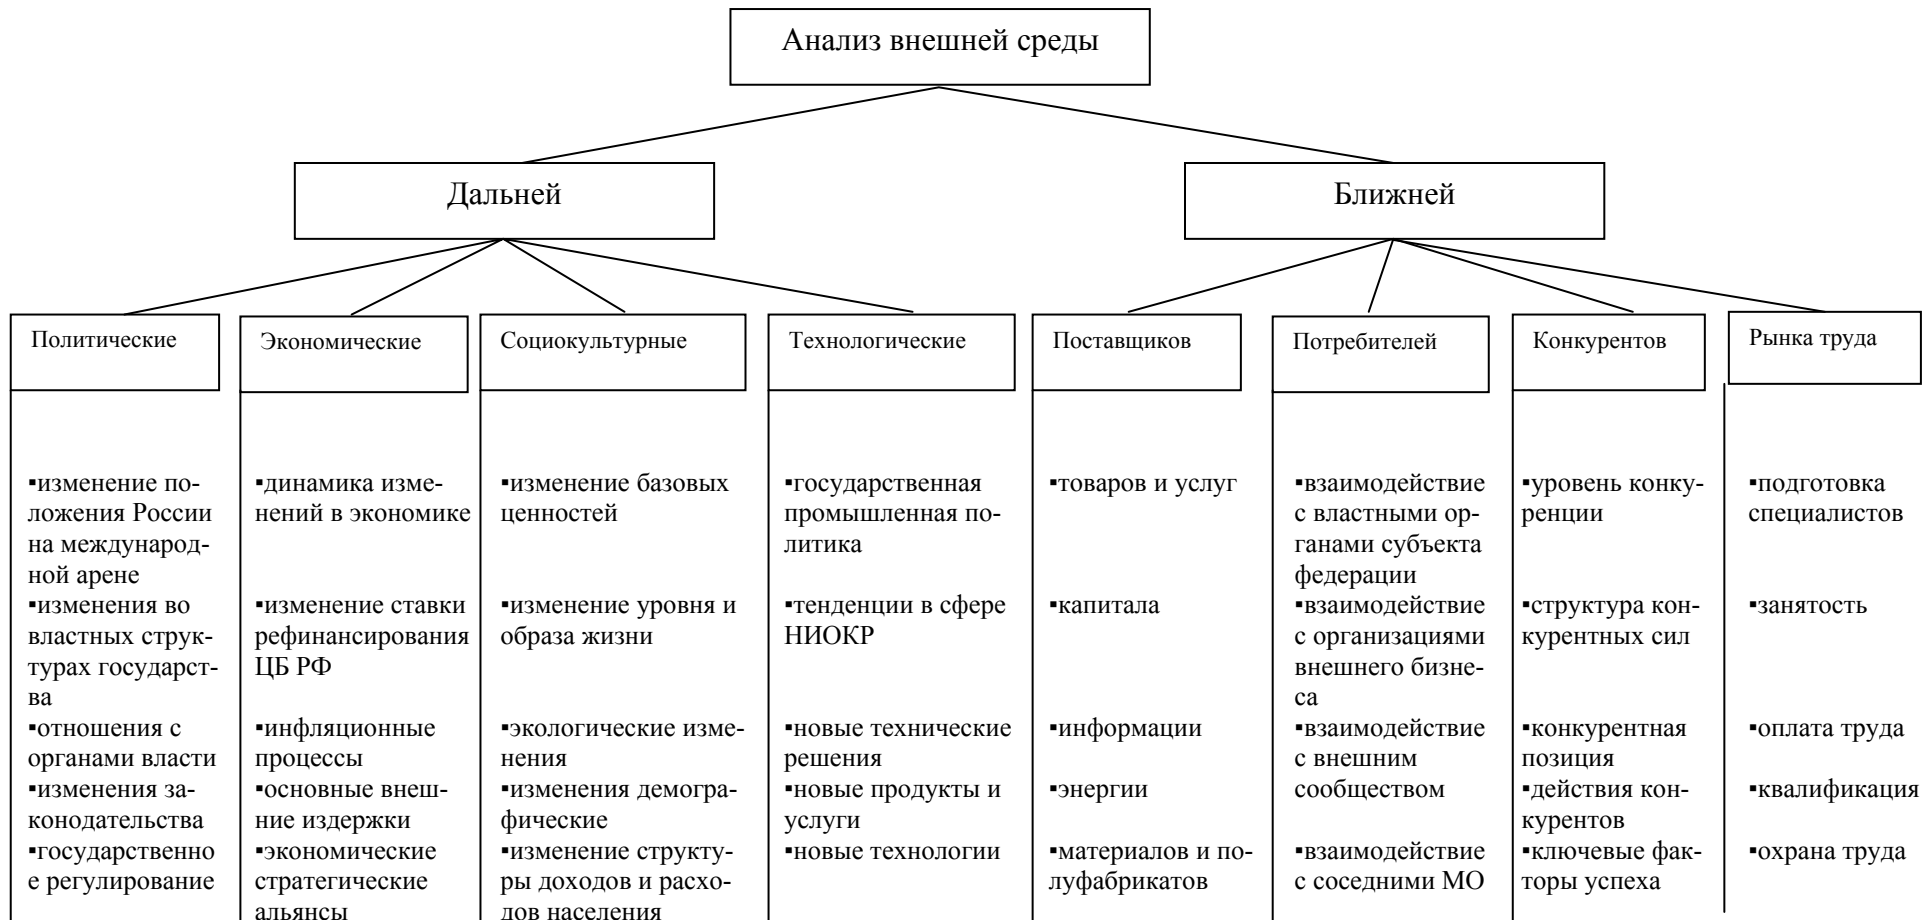 Анализ внешней среды
Дальней
Ближней
Политические
Экономические
Социокультурные
Технологические
Поставщиков
Потребителей
Конкурентов
Рынка труда
▪изменение по-
ложения России
на международ-
ной арене
▪изменения во
властных струк-
турах государст-
ва
▪отношения с
органами власти
▪изменения за-
конодательства
▪государственно
е регулирование
▪динамика изме-
нений в экономике
▪изменение ставки
рефинансирования
ЦБ РФ
▪инфляционные
процессы
▪основные внеш-
ние издержки
▪экономические
стратегические
альянсы
▪изменение базовых
ценностей
▪изменение уровня и
образа жизни
▪экологические изме-
нения
▪изменения демогра-
фические
▪изменение структу-
ры доходов и расхо-
дов населения
▪государственная
промышленная по-
литика
▪тенденции в сфере
НИОКР
▪новые технические
решения
▪новые продукты и
услуги
▪новые технологии
▪товаров и услуг
▪капитала
▪информации
▪энергии
▪материалов и по-
луфабрикатов
▪взаимодействие
с властными ор-
ганами субъекта
федерации
▪взаимодействие
с организациями
внешнего бизне-
са
▪взаимодействие
с внешним
сообществом
▪взаимодействие
с соседними МО
▪уровень конку-
ренции
▪структура кон-
курентных сил
▪конкурентная
позиция
▪действия кон-
курентов
▪ключевые фак-
торы успеха
▪подготовка
специалистов
▪занятость
▪оплата труда
▪квалификация
▪охрана труда